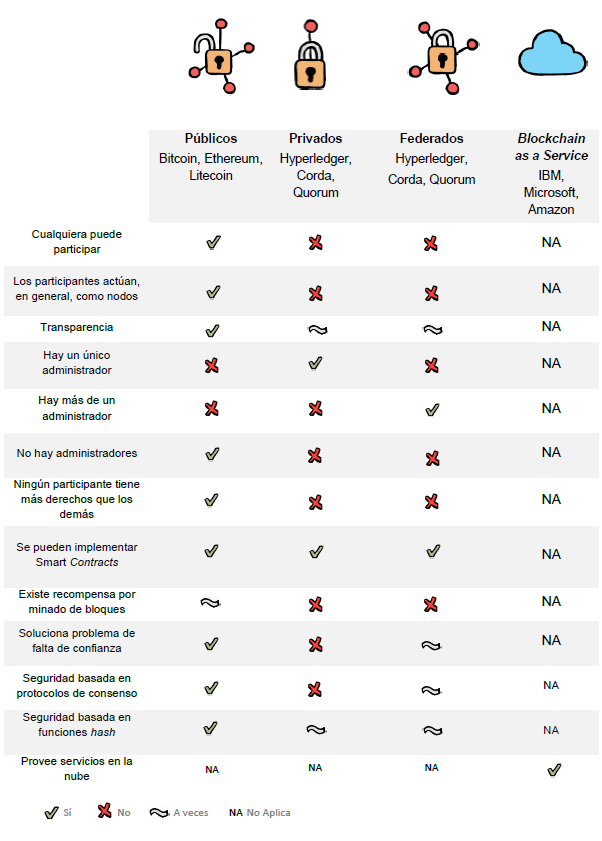 Públicos
Bitcoin, Ethereum,
Litecoin
Privados
Hyperledger,
Corda,
Quorum
Federados
Hyperledger,
Corda, Quorum
Blockchain
as a Service
IBM,
Microsoft,
Amazon
Cualquiera puede
participar
NA
Los participantes actúan,
en general, como nodos
NA
Transparencia
NA
Hay un único
administrador
NA
Hay más de un
administrador
NA
No hay administradores
NA
Ningún participante tiene
más derechos que los
demás
NA
Se pueden implementar
Smart Contracts
NA
Existe recompensa por
minado de bloques
NA
Soluciona problema de
falta de confianza
NA
Seguridad basada en
protocolos de consenso
NA
Seguridad basada en
funciones hash
NA
Provee servicios en la
nube
NA NA NA
Sí No A veces NA No Aplica